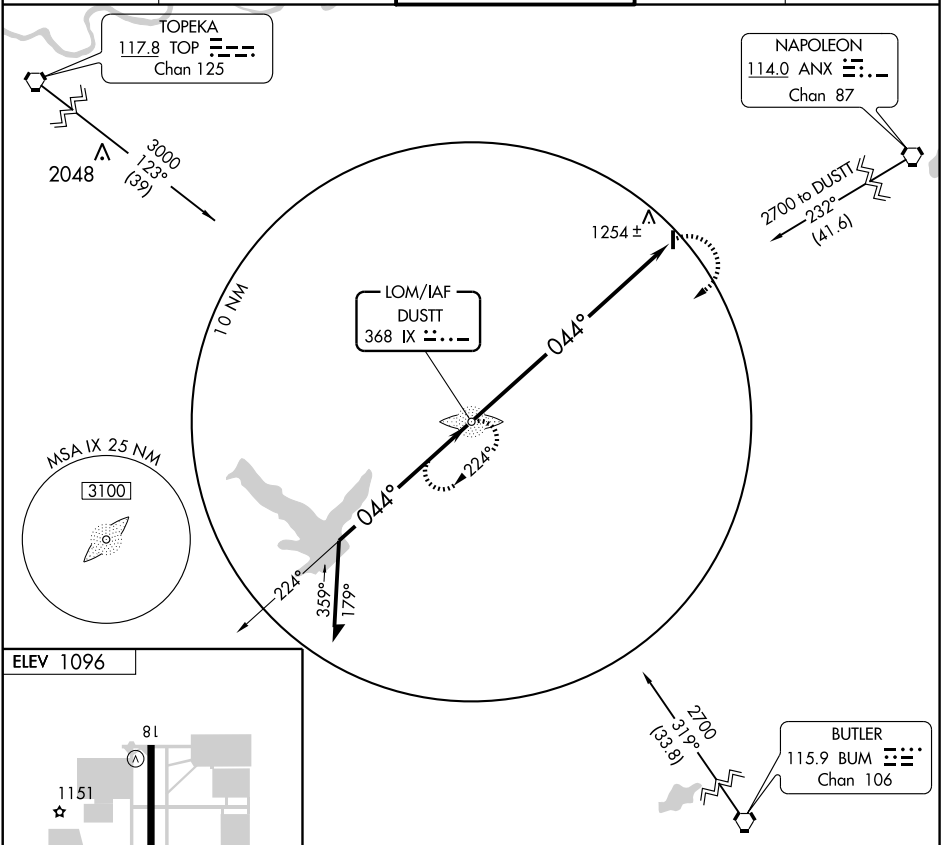 TOPEKA
117.8 TOP
Chan 125
NAPOLEON
114.0 ANX
Chan 87
3000
123°
(39)
2048
2700 to DUSTT
232°
(41.6)
1254 ±
10 NM
LOM/IAF
DUSTT
368 IX
044°
224°
044°
MSA IX 25 NM
3100
224°
359°
179°
ELEV 1096
18
1151
2700
319°
(33.8)
BUTLER
115.9 BUM
Chan 106